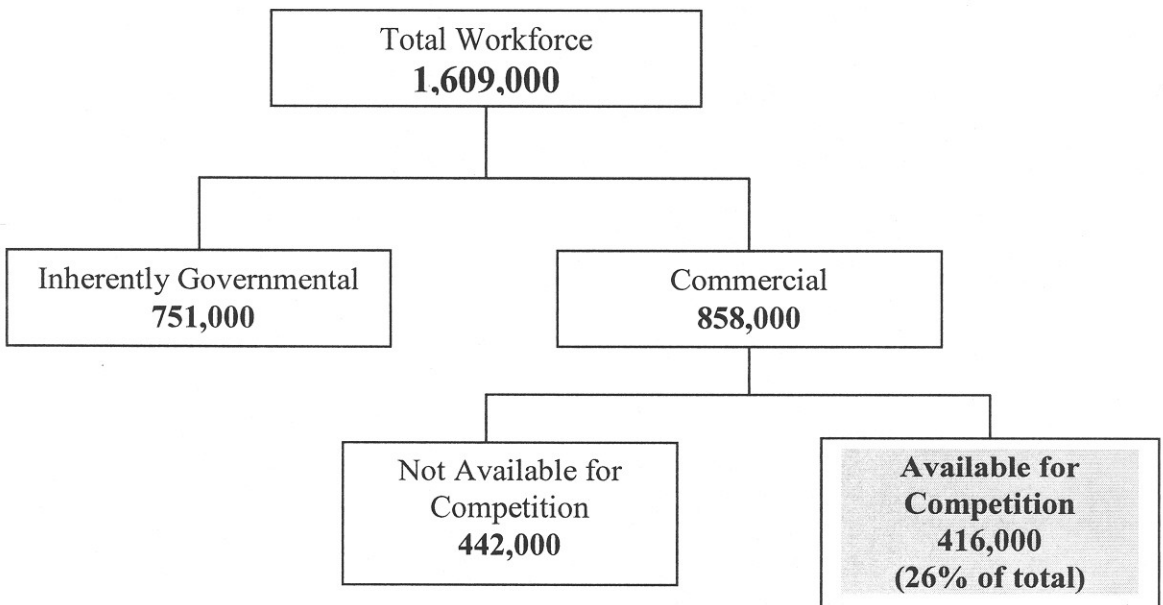 Total Workforce
1,609,000
Inherently Governmental
751,000
Commercial
858,000
Not Available for
Competition
442,000
Available for
Competition
416,000
(26% of total)